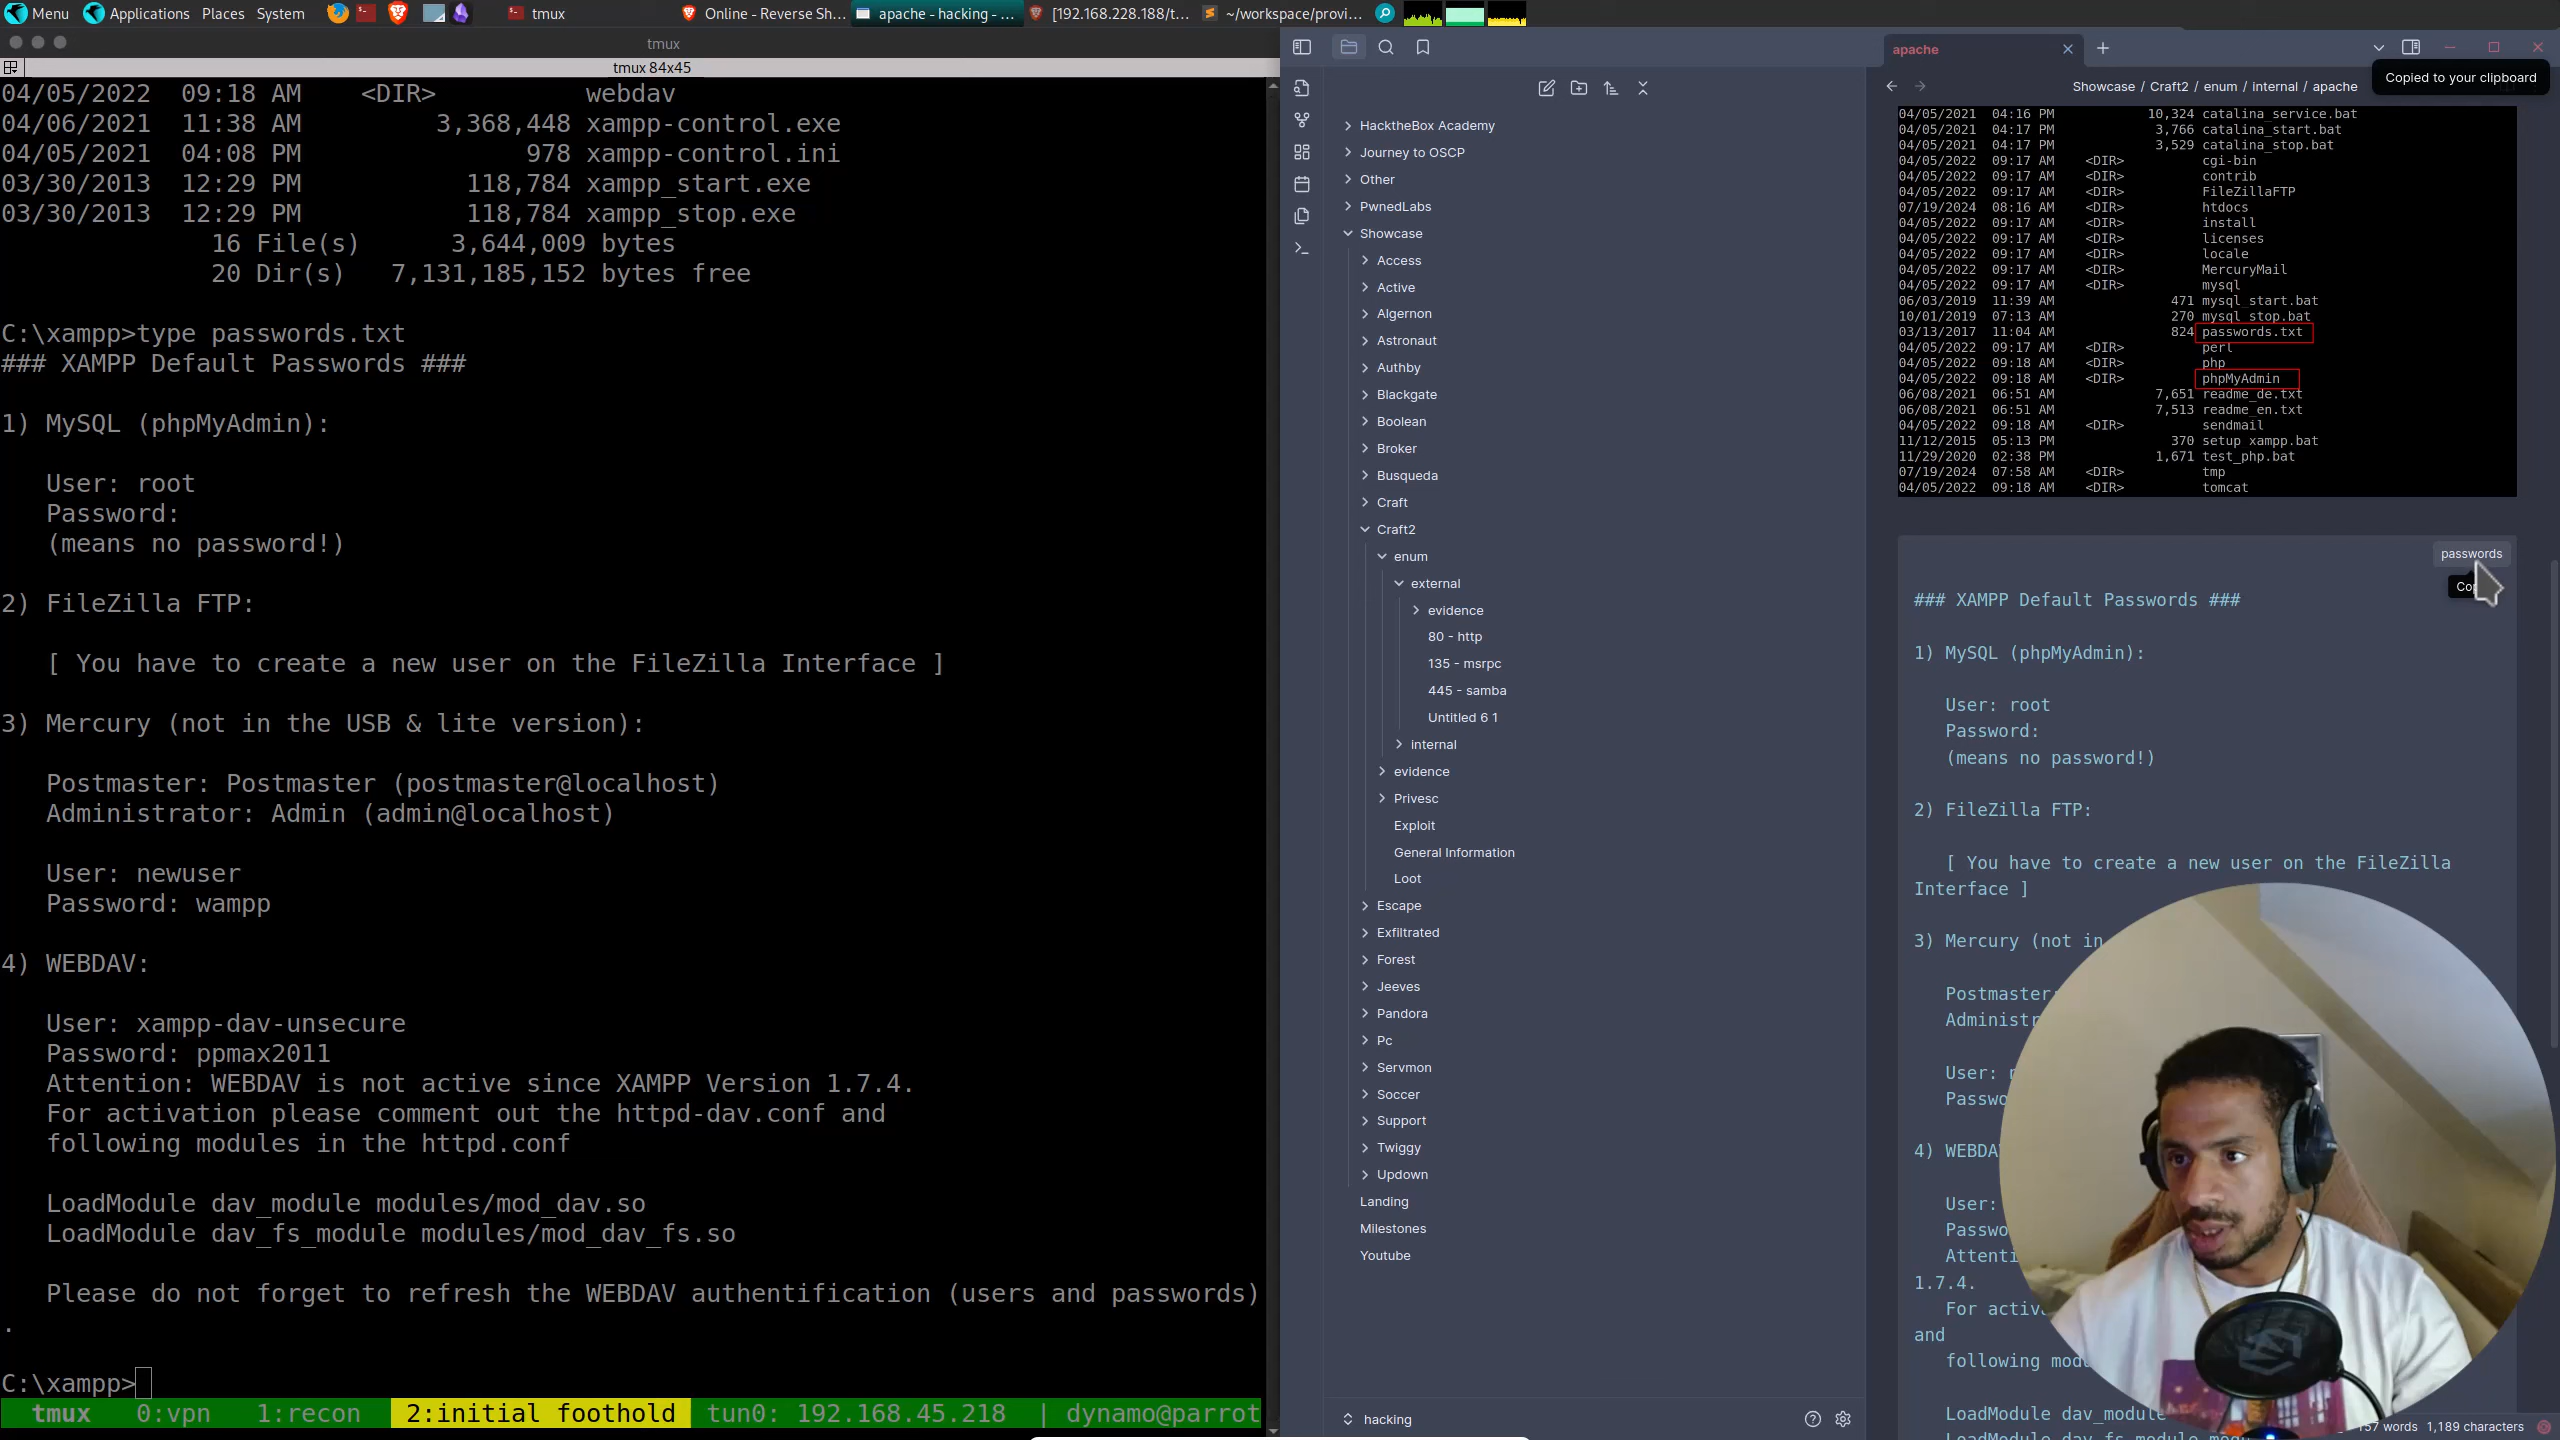 Menu Applications Places System tmux Online - Reverse Sh... apache - hacking - ... [192.168.228.188/t... ~/workspace/provi...
tmux
tmux 84x45
04/05/2022  09:18 AM    <DIR>          webdav
04/06/2021  11:38 AM         3,368,448 xampp-control.exe
04/05/2021  04:08 PM               978 xampp-control.ini
03/30/2013  12:29 PM           118,784 xampp_start.exe
03/30/2013  12:29 PM           118,784 xampp_stop.exe
16 File(s)      3,644,009 bytes
20 Dir(s)   7,131,185,152 bytes free
C:\xampp>type passwords.txt
### XAMPP Default Passwords ###
1) MySQL (phpMyAdmin):
User: root
Password:
(means no password!)
2) FileZilla FTP:
[ You have to create a new user on the FileZilla Interface ]
3) Mercury (not in the USB & lite version):
Postmaster: Postmaster (postmaster@localhost)
Administrator: Admin (admin@localhost)
User: newuser
Password: wampp
4) WEBDAV:
User: xampp-dav-unsecure
Password: ppmax2011
Attention: WEBDAV is not active since XAMPP Version 1.7.4.
For activation please comment out the httpd-dav.conf and
following modules in the httpd.conf
LoadModule dav_module modules/mod_dav.so
LoadModule dav_fs_module modules/mod_dav_fs.so
Please do not forget to refresh the WEBDAV authentification (users and passwords)
.
C:\xampp>
tmux 0:vpn 1:recon 2:initial foothold tun0: 192.168.45.218 | dynamo@parrot
HacktheBox Academy
Journey to OSCP
Other
PwnedLabs
Showcase
Access
Active
Algernon
Astronaut
Authby
Blackgate
Boolean
Broker
Busqueda
Craft
Craft2
enum
external
evidence
80 - http
135 - msrpc
445 - samba
Untitled 6 1
internal
evidence
Privesc
Exploit
General Information
Loot
Escape
Exfiltrated
Forest
Jeeves
Pandora
Pc
Servmon
Soccer
Support
Twiggy
Updown
Landing
Milestones
Youtube
hacking
apache
Copied to your clipboard
Showcase / Craft2 / enum / internal / apache
04/05/2021  04:16 PM            10,324 catalina_service.bat
04/05/2021  04:17 PM             3,766 catalina_start.bat
04/05/2021  04:17 PM             3,529 catalina_stop.bat
04/05/2022  09:17 AM    <DIR>          cgi-bin
04/05/2022  09:17 AM    <DIR>          contrib
04/05/2022  09:17 AM    <DIR>          FileZillaFTP
07/19/2024  08:16 AM    <DIR>          htdocs
04/05/2022  09:17 AM    <DIR>          install
04/05/2022  09:17 AM    <DIR>          licenses
04/05/2022  09:17 AM    <DIR>          locale
04/05/2022  09:17 AM    <DIR>          MercuryMail
04/05/2022  09:17 AM    <DIR>          mysql
06/03/2019  11:39 AM               471 mysql_start.bat
10/01/2019  07:13 AM               270 mysql_stop.bat
03/13/2017  11:04 AM               824 passwords.txt
04/05/2022  09:17 AM    <DIR>          perl
04/05/2022  09:18 AM    <DIR>          php
04/05/2022  09:18 AM    <DIR>          phpMyAdmin
06/08/2021  06:51 AM             7,651 readme_de.txt
06/08/2021  06:51 AM             7,513 readme_en.txt
04/05/2022  09:18 AM    <DIR>          sendmail
11/12/2015  05:13 PM               370 setup_xampp.bat
11/29/2020  02:38 PM             1,671 test_php.bat
07/19/2024  07:58 AM    <DIR>          tmp
04/05/2022  09:18 AM    <DIR>          tomcat
passwords
### XAMPP Default Passwords ###
1) MySQL (phpMyAdmin):
User: root
Password:
(means no password!)
2) FileZilla FTP:
[ You have to create a new user on the FileZilla
Interface ]
3) Mercury (not in
Postmaster:
User:
4)
User:
1.7.4.
For
and
following
LoadModule dav_module
words 1,189 characters